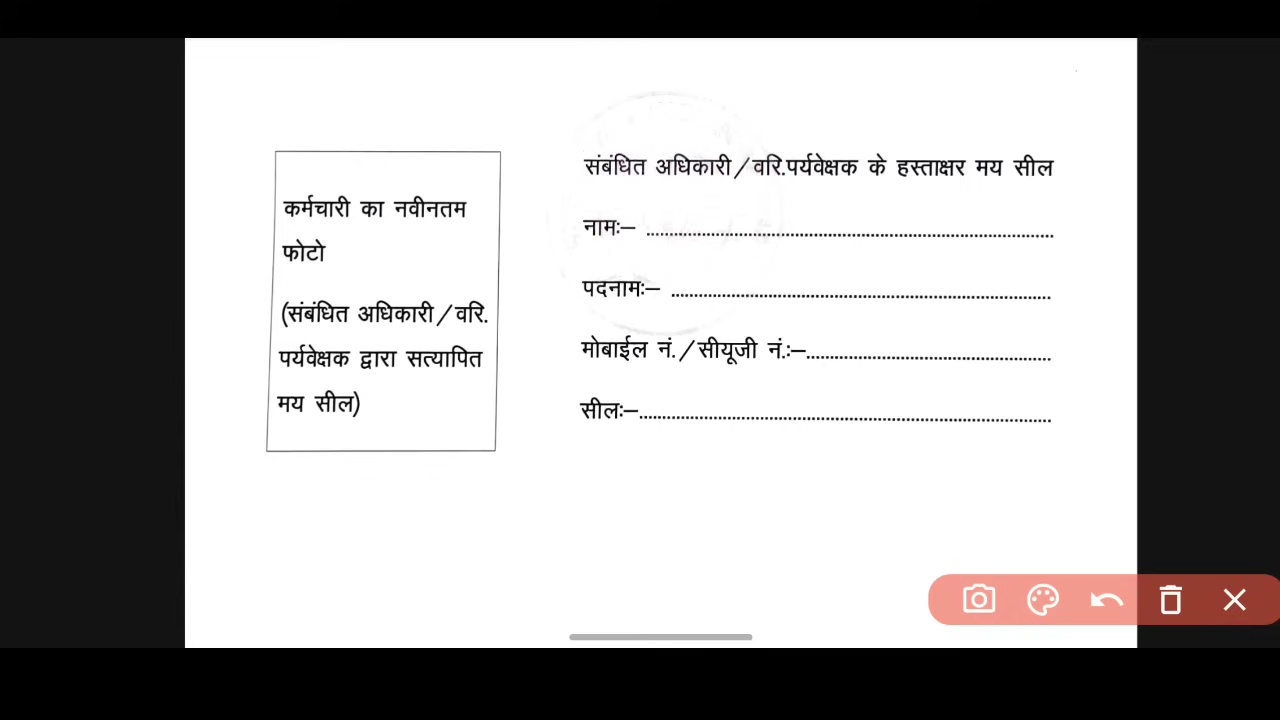 कर्मचारी का नवीनतम
फोटो
(संबंधित अधिकारी/वरि.
पर्यवेक्षक द्वारा सत्यापित
मय सील)
संबंधित अधिकारी/वरि.पर्यवेक्षक के हस्ताक्षर मय सील
नामः– ........................................................
पदनामः– ........................................................
मोबाईल नं./सीयूजी नं.:–........................................
सीलः–........................................................